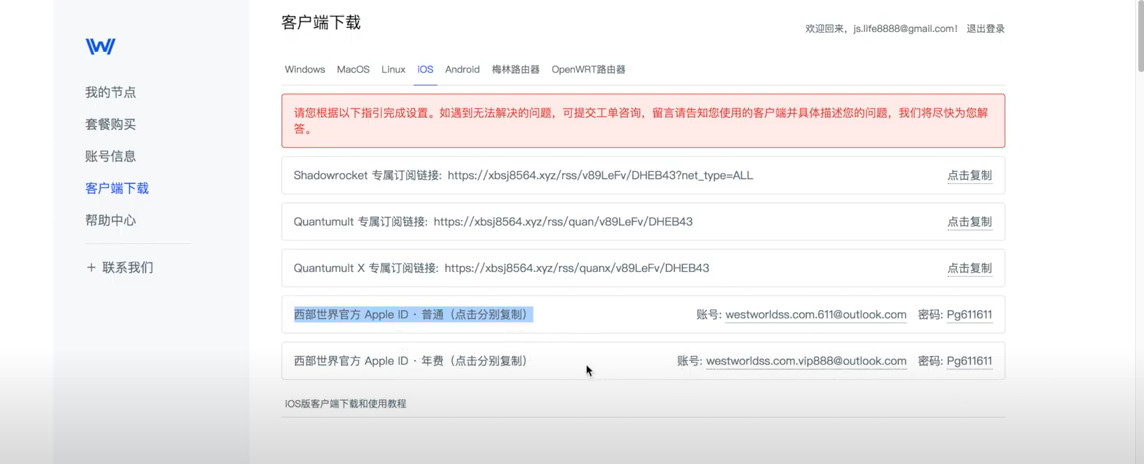 客户端下载
欢迎回来，js.life8888@gmail.com！ 退出登录
W
我的节点
套餐购买
账号信息
客户端下载
帮助中心
＋ 联系我们
Windows MacOS Linux iOS Android 梅林路由器 OpenWRT路由器
请您根据以下指引完成设置。如遇到无法解决的问题，可提交工单咨询，留言请告知您使用的客户端并具体描述您的问题，我们将尽快为您解
答。
Shadowrocket 专属订阅链接: https://xbsj8564.xyz/rss/v89LeFv/DHEB43?net_type=ALL 点击复制
Quantumult 专属订阅链接: https://xbsj8564.xyz/rss/quan/v89LeFv/DHEB43 点击复制
Quantumult X 专属订阅链接: https://xbsj8564.xyz/rss/quanx/v89LeFv/DHEB43 点击复制
西部世界官方 Apple ID · 普通（点击分别复制） 账号: westworldss.com.611@outlook.com 密码: Pg611611
西部世界官方 Apple ID · 年费（点击分别复制） 账号: westworldss.com.vip888@outlook.com 密码: Pg611611
iOS版客户端下载和使用教程